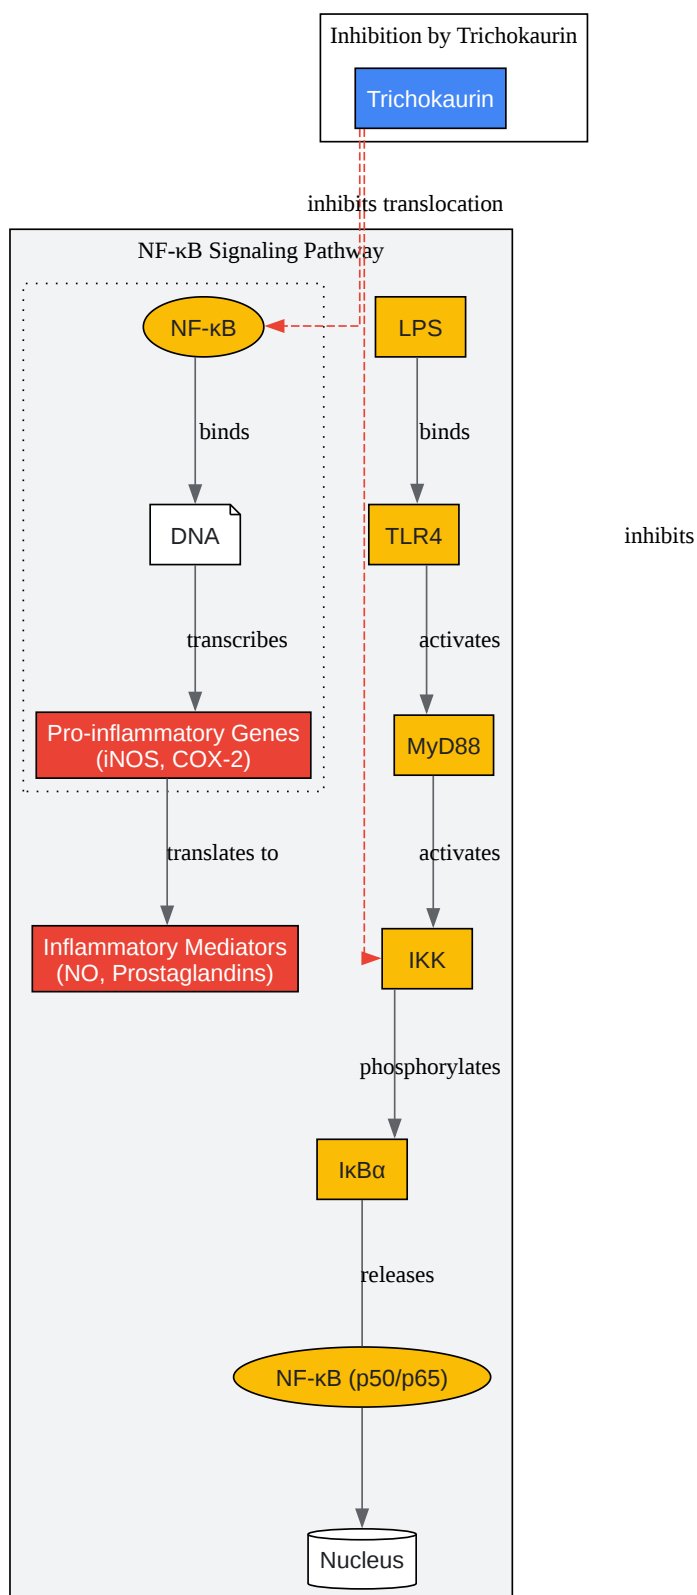 Inhibition by Trichokaurin
Trichokaurin
inhibits translocation
NF-κB Signaling Pathway
NF-κB
LPS
binds
binds
DNA
TLR4
inhibits
transcribes
activates
Pro-inflammatory Genes
(iNOS, COX-2)
MyD88
translates to
activates
Inflammatory Mediators
(NO, Prostaglandins)
IKK
phosphorylates
IκBα
releases
NF-κB (p50/p65)
Nucleus